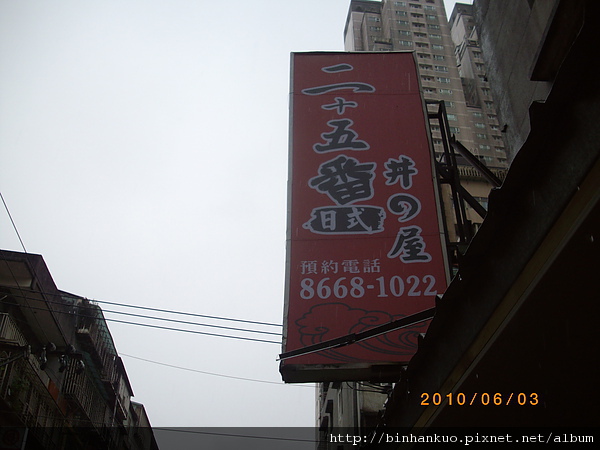 二十五番
日式
井の屋
預約電話
8668-1022
2010/06/03
http://binhankuo.pixnet.net/album